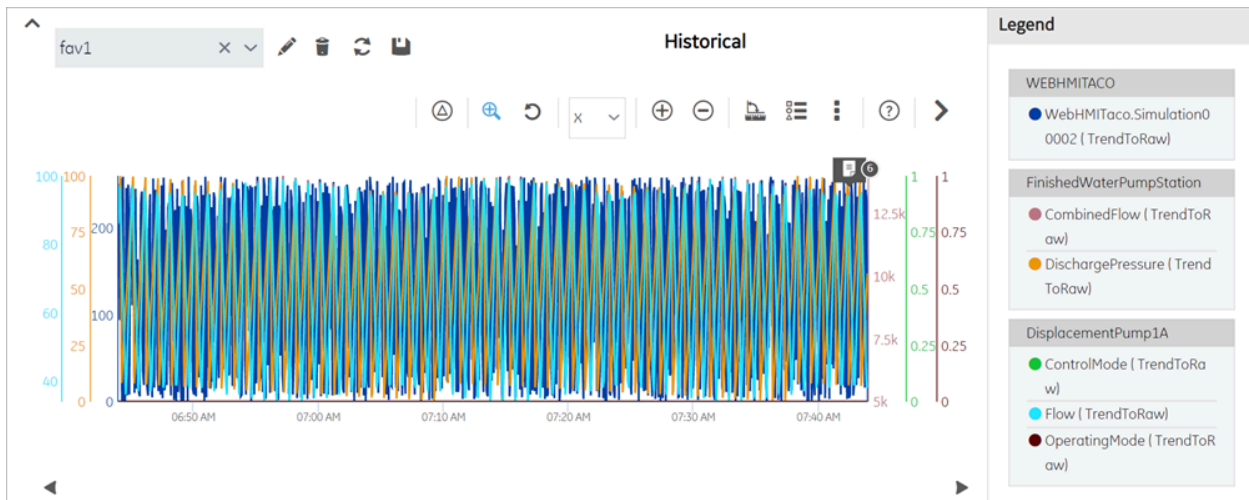 fav1
Historical
X
6
100
80
60
40
100
75
50
25
0
200
100
0
12.5k
10k
7.5k
5k
1
0.75
0.5
0.25
0
1
0.75
0.5
0.25
0
06:50 AM
07:00 AM
07:10 AM
07:20 AM
07:30 AM
07:40 AM
Legend
WEBHMITACO
WebHMITaco.Simulation0
0002 ( TrendToRaw)
FinishedWaterPumpStation
CombinedFlow ( TrendToR
aw)
DischargePressure ( Trend
ToRaw)
DisplacementPump1A
ControlMode ( TrendToRa
w)
Flow ( TrendToRaw)
OperatingMode ( TrendToR
aw)